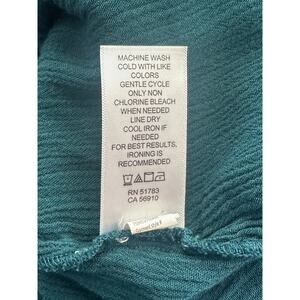 MACHINE WASH
COLD WITH LIKE
COLORS
GENTLE CYCLE
ONLY NON
CHLORINE BLEACH
WHEN NEEDED
LINE DRY
COOL IRON IF
NEEDED
FOR BEST RESULTS,
IRONING IS
RECOMMENDED
RN 51783
CA 56910